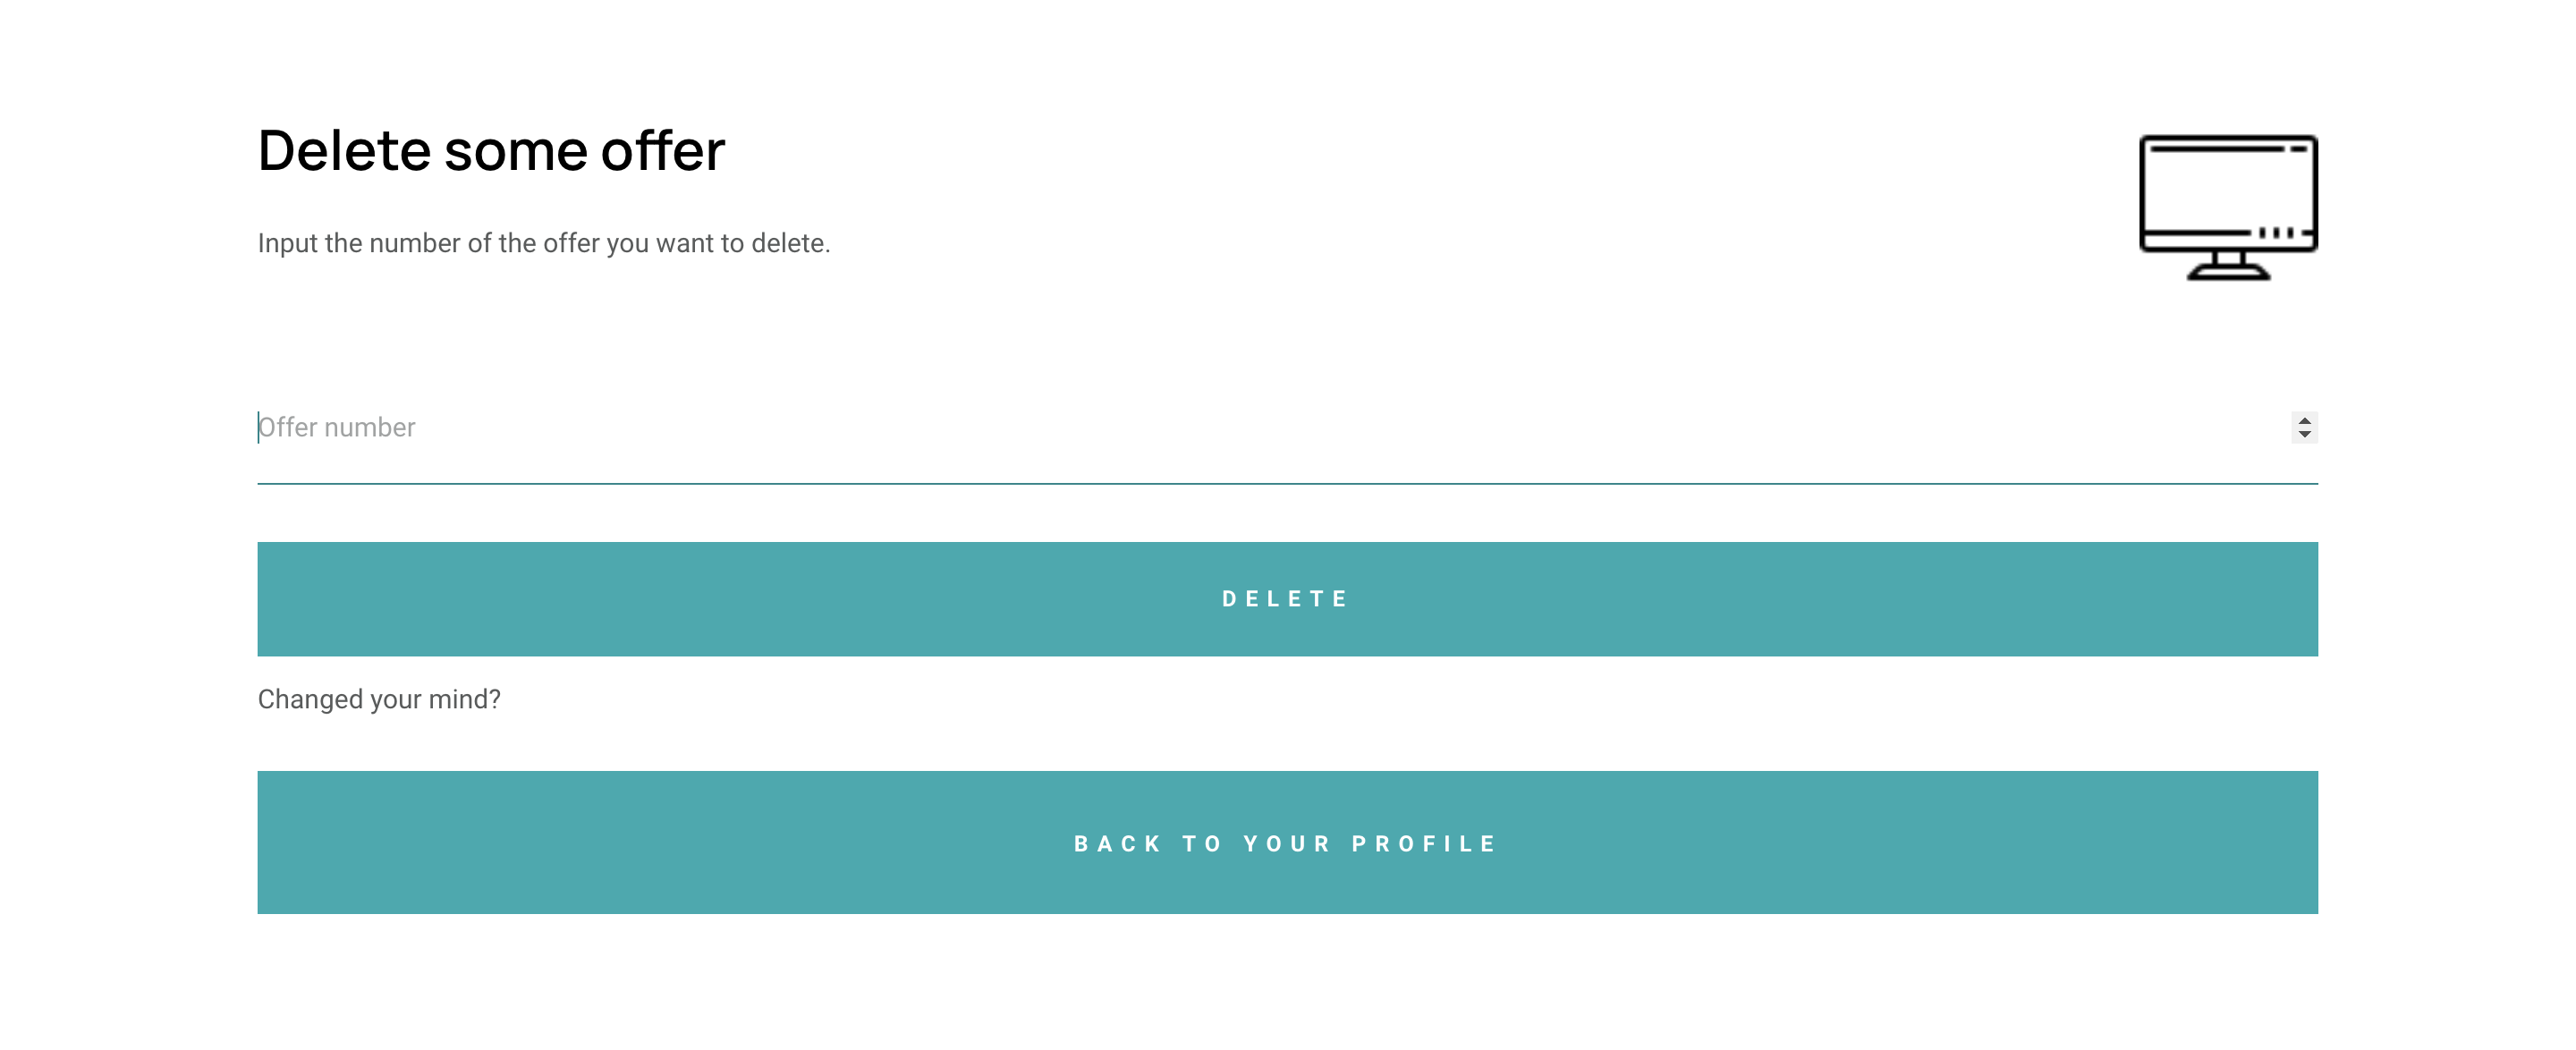 Delete some offer
Input the number of the offer you want to delete.
Offer number
DELETE
Changed your mind?
BACK TO YOUR PROFILE